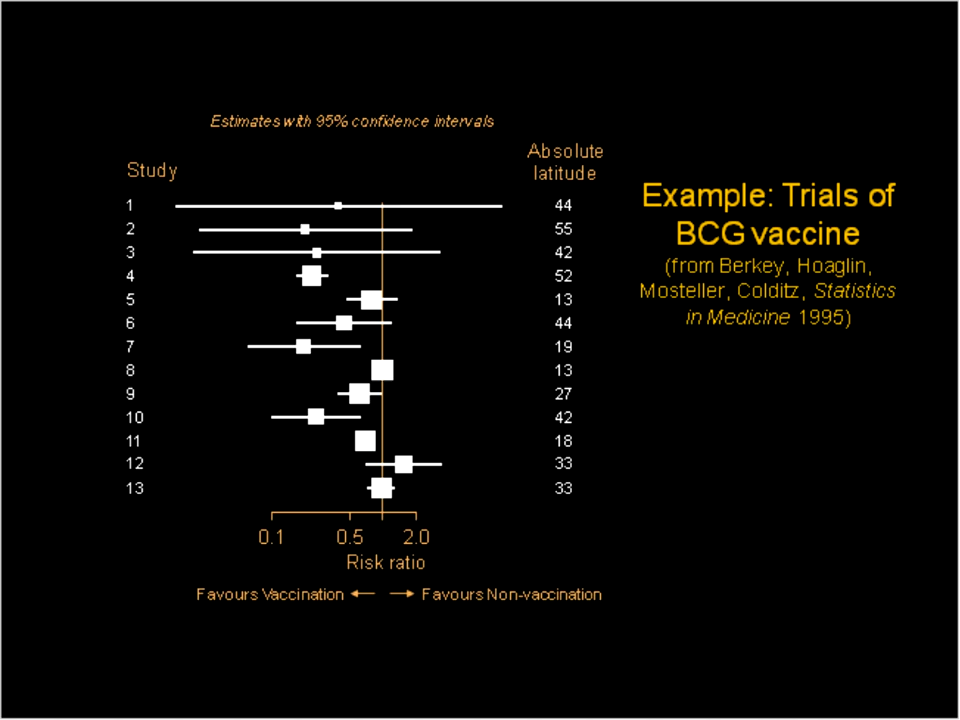 Estimates with 95% confidence intervals
Study
Absolute
latitude
1 44
2 55
3 42
4 52
5 13
6 44
7 19
8 13
9 27
10 42
11 18
12 33
13 33
0.1 0.5 2.0
Risk ratio
Favours Vaccination ← → Favours Non-vaccination
Example: Trials of
BCG vaccine
(from Berkey, Hoaglin,
Mosteller, Colditz, Statistics
in Medicine 1995)